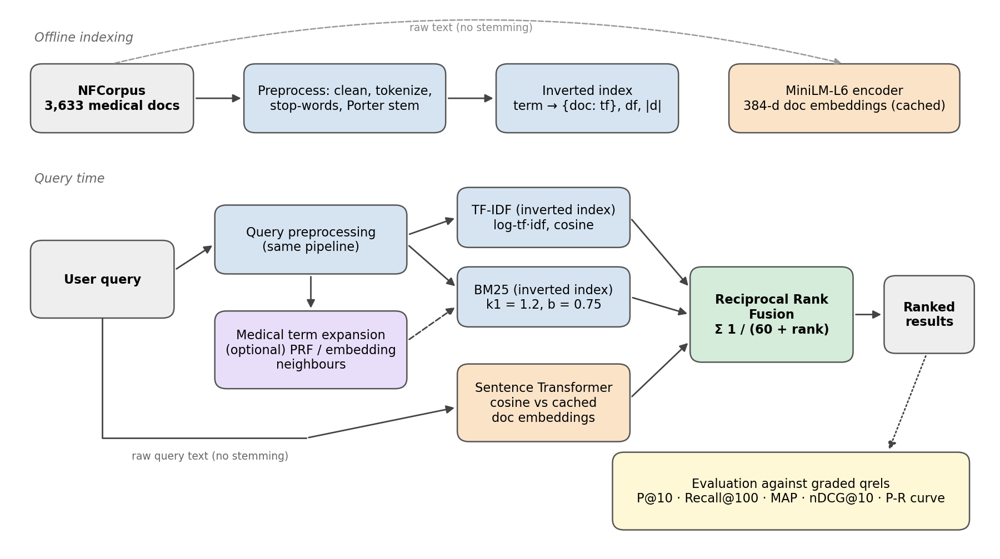 raw text (no stemming)
Offline indexing
NFCorpus
3,633 medical docs
Preprocess: clean, tokenize,
stop-words, Porter stem
Inverted index
term → {doc: tf}, df, |d|
MiniLM-L6 encoder
384-d doc embeddings (cached)
Query time
User query
Query preprocessing
(same pipeline)
Medical term expansion
(optional) PRF / embedding
neighbours
TF-IDF (inverted index)
log-tf·idf, cosine
BM25 (inverted index)
k1 = 1.2, b = 0.75
Sentence Transformer
cosine vs cached
doc embeddings
Reciprocal Rank
Fusion
Σ 1 / (60 + rank)
Ranked
results
raw query text (no stemming)
Evaluation against graded qrels
P@10 · Recall@100 · MAP · nDCG@10 · P-R curve